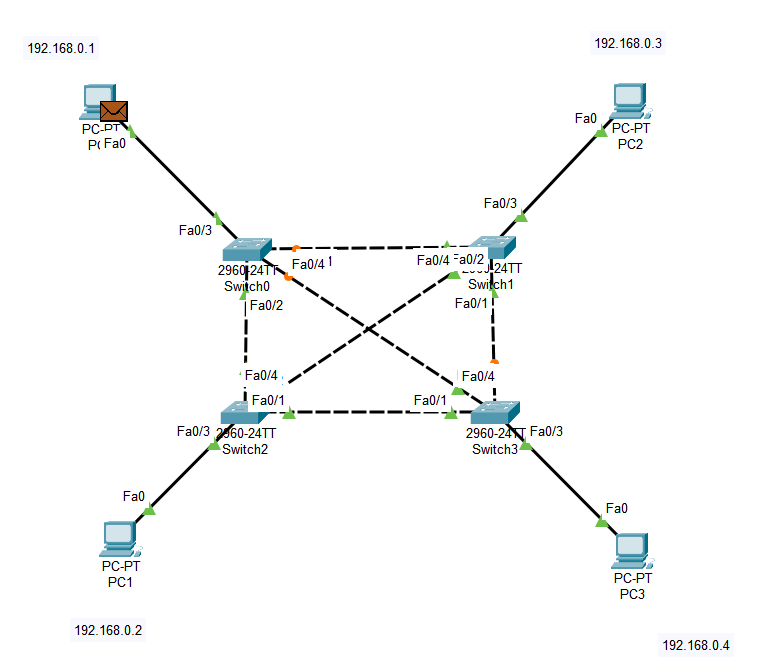 192.168.0.1
192.168.0.3
PC-PT
Fa0
Fa0
PC-PT
PC2
Fa0/3
Fa0/3
2960-24TT
Switch0
Fa0/4
Fa0/4
Fa0/2
Switch1
Fa0/2
Fa0/1
Fa0/4
Fa0/4
Fa0/1
Fa0/1
Fa0/3
2960-24TT
Switch2
2960-24TT
Switch3
Fa0/3
Fa0
Fa0
PC-PT
PC1
PC-PT
PC3
192.168.0.2
192.168.0.4